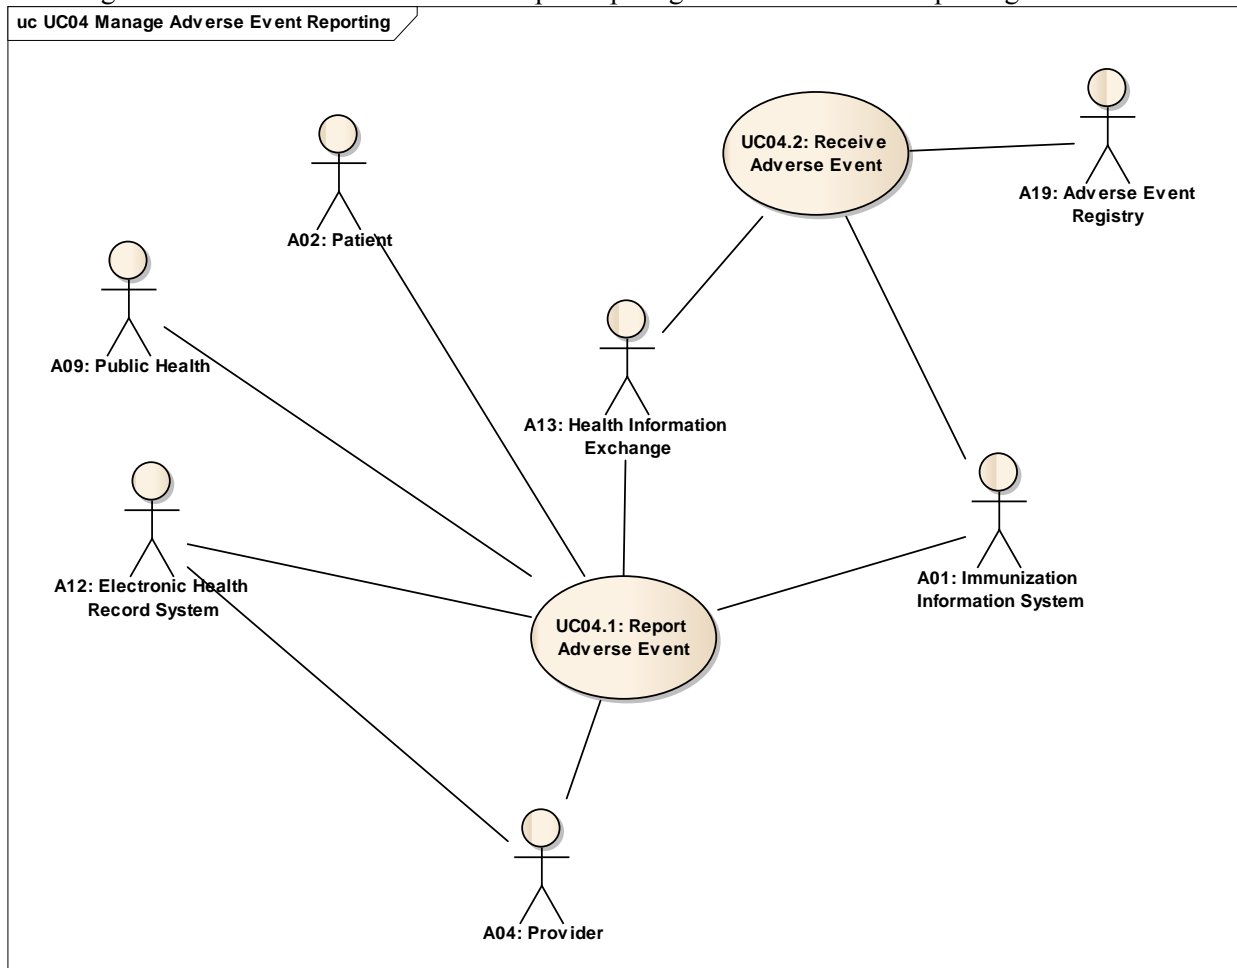 uc UC04 Manage Adverse Event Reporting
UC04.2: Receive
Adverse Event
A19: Adverse Event
Registry
A02: Patient
A09: Public Health
A13: Health Information
Exchange
A12: Electronic Health
Record System
A01: Immunization
Information System
UC04.1: Report
Adverse Event
A04: Provider